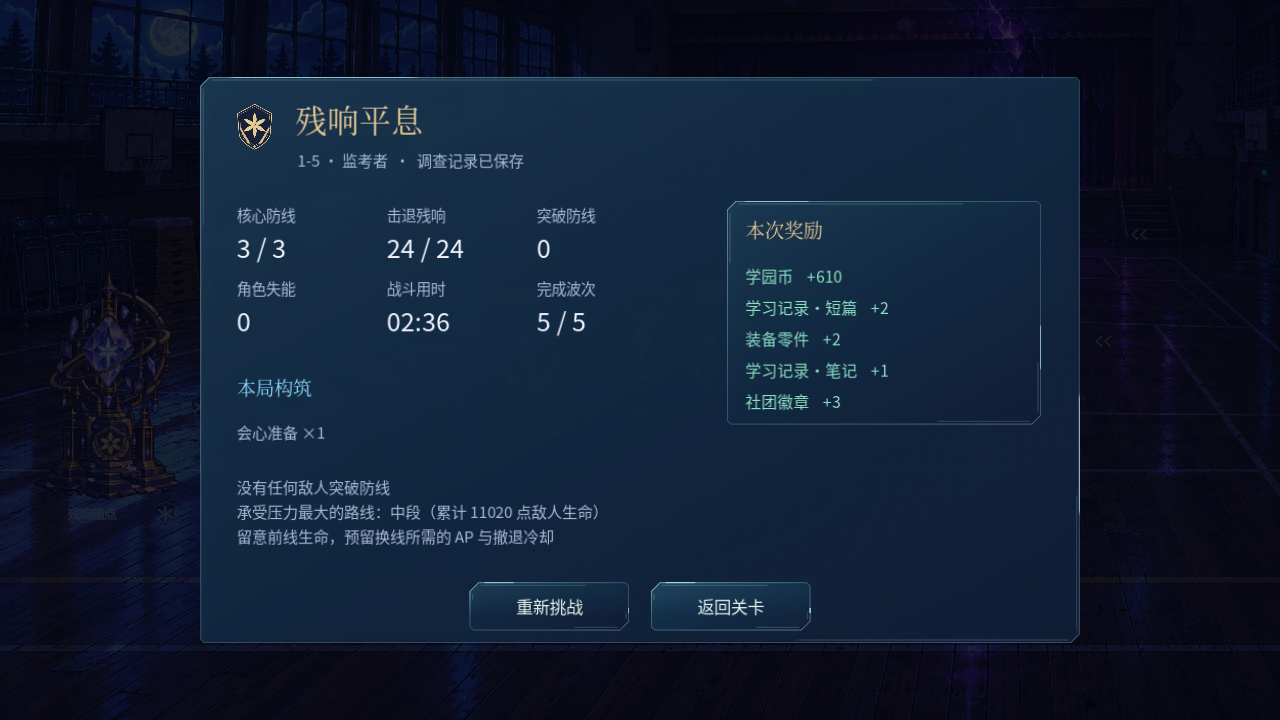 残响平息
1-5 · 监考者 · 调查记录已保存
核心防线
击退残响
突破防线
3 / 3
24 / 24
0
角色失能
战斗用时
完成波次
0
02:36
5 / 5
本次奖励
学园币 +610
学习记录·短篇 +2
装备零件 +2
学习记录·笔记 +1
社团徽章 +3
本局构筑
会心准备 ×1
没有任何敌人突破防线
承受压力最大的路线：中段（累计 11020 点敌人生命）
留意前线生命，预留换线所需的 AP 与撤退冷却
重新挑战
返回关卡